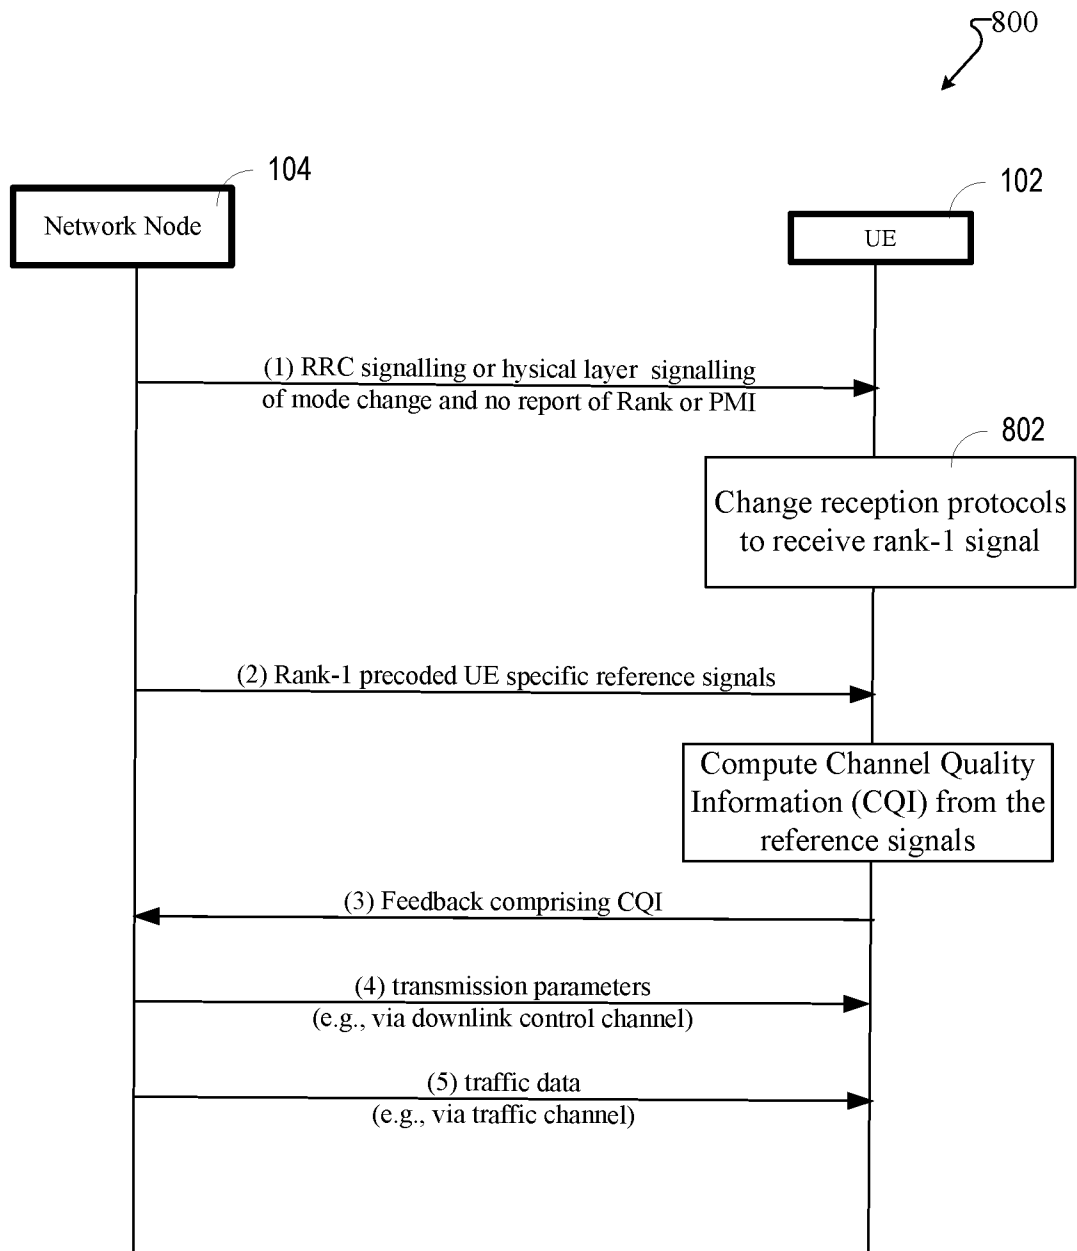 800
104
Network Node
102
UE
(1) RRC signalling or hysical layer signalling
of mode change and no report of Rank or PMI
802
Change reception protocols
to receive rank-1 signal
(2) Rank-1 precoded UE specific reference signals
Compute Channel Quality
Information (CQI) from the
reference signals
(3) Feedback comprising CQI
(4) transmission parameters
(e.g., via downlink control channel)
(5) traffic data
(e.g., via traffic channel)